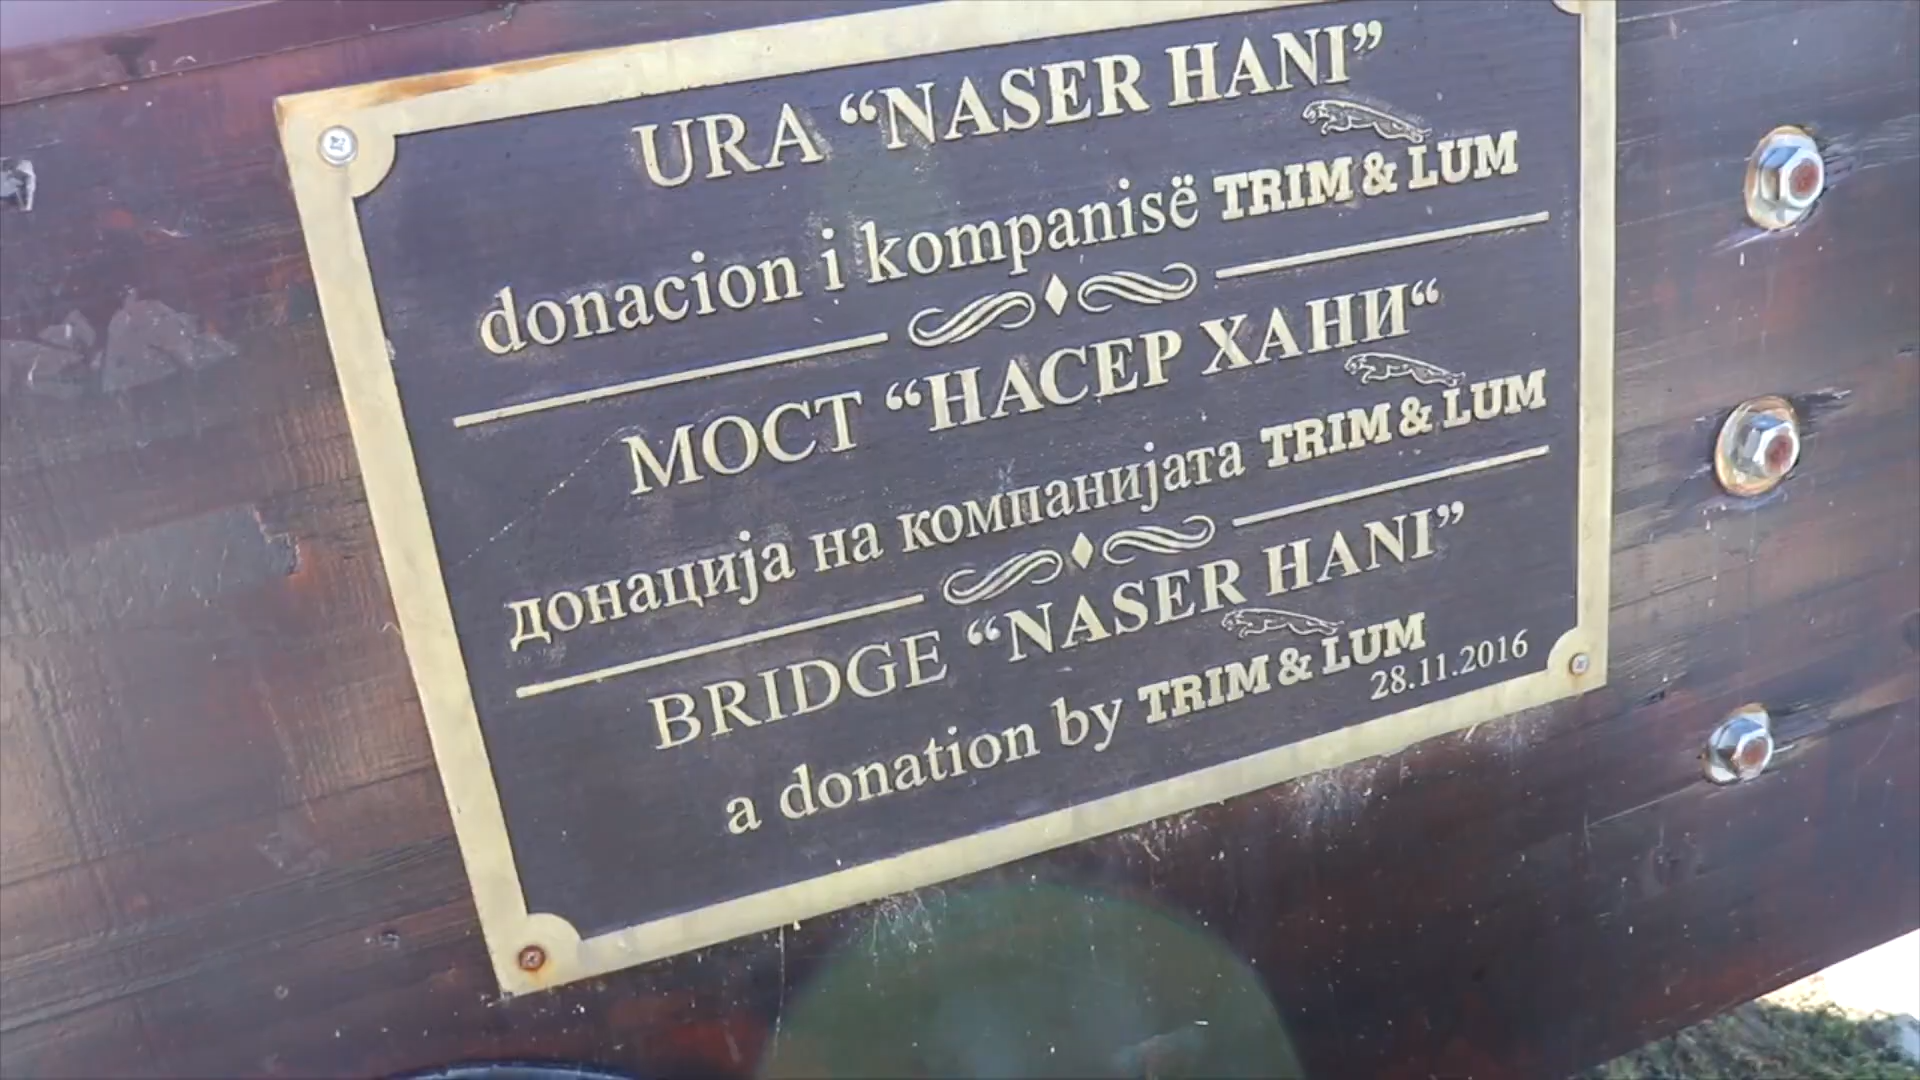 URA “NASER HANI”
donacion i kompanisë TRIM & LUM
МОСТ “НАСЕР ХАНИ“
донација на компанијата TRIM & LUM
BRIDGE “NASER HANI”
a donation by TRIM & LUM
28.11.2016